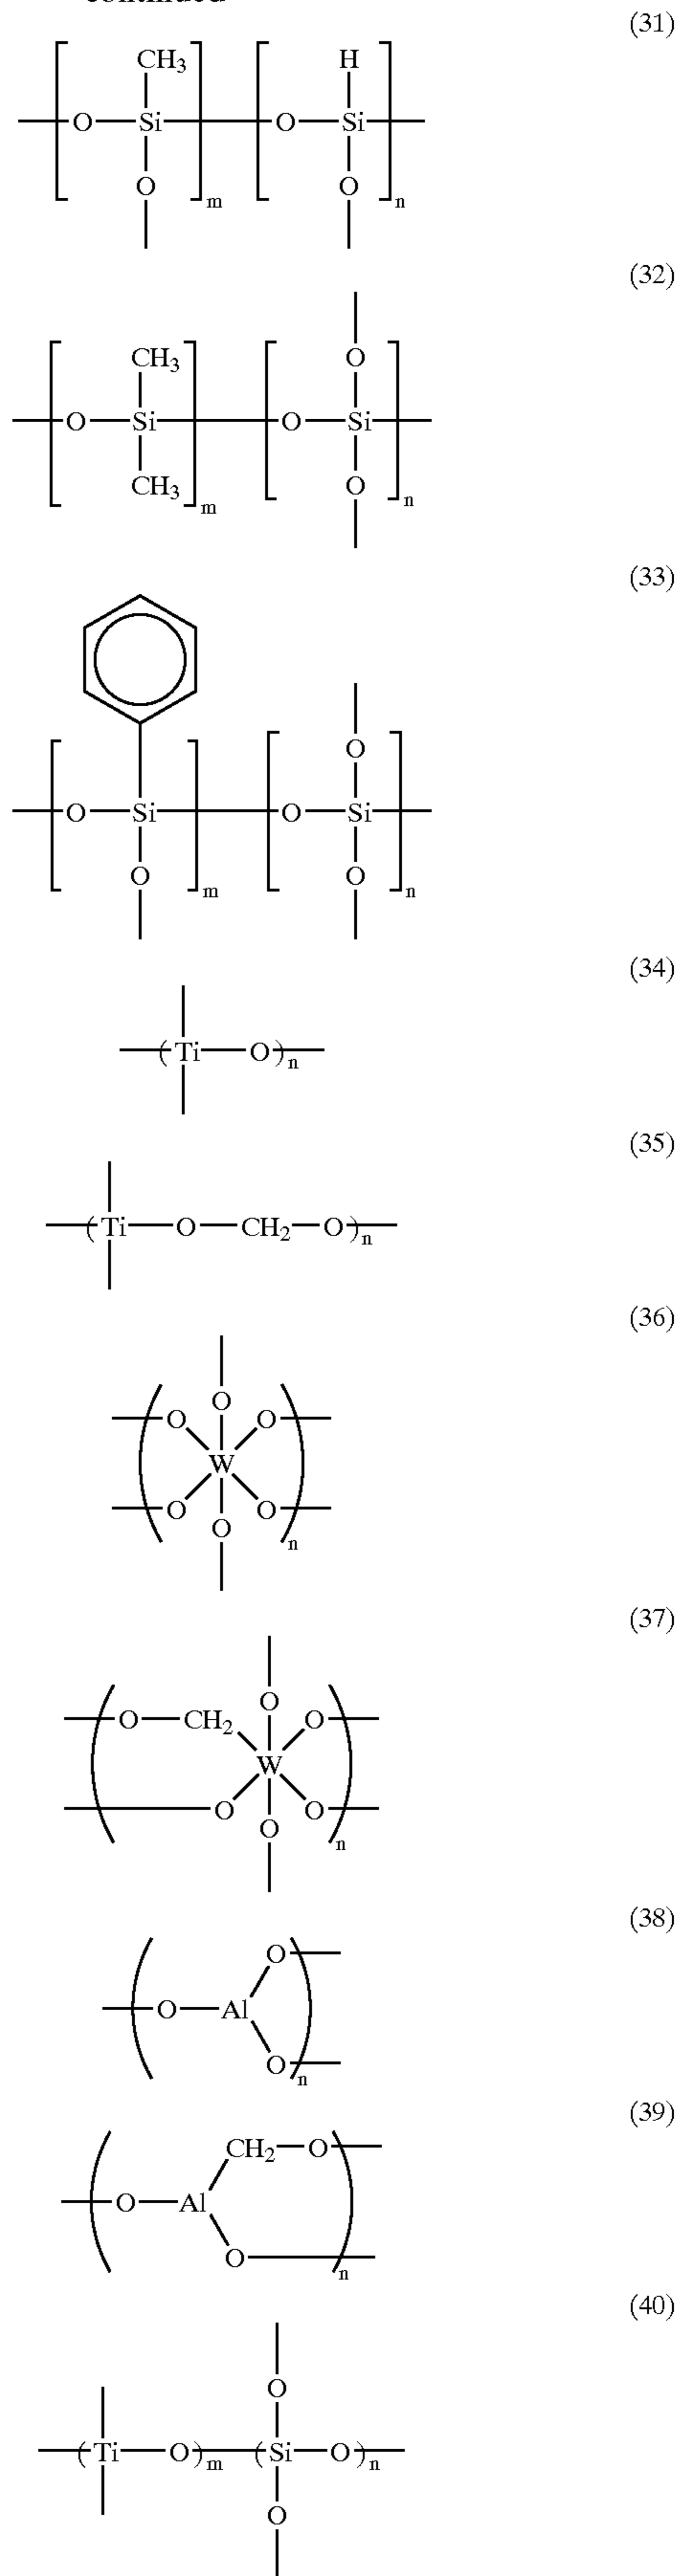 continued
(31)
CH3 H
O Si O Si
O O
m n
(32)
O
CH3 O
O Si O Si
CH3 O
m n
(33)
O
O Si O Si
O O
m n
(34)
( Ti O ) n
(35)
( Ti O CH2 O ) n
(36)
O
O O
W
O O
O
n
(37)
O
O CH2 O
W
O O
O
n
(38)
O
O Al
O
n
(39)
CH2 O
O Al
O
n
(40)
O
( Ti O ) m ( Si O ) n
O